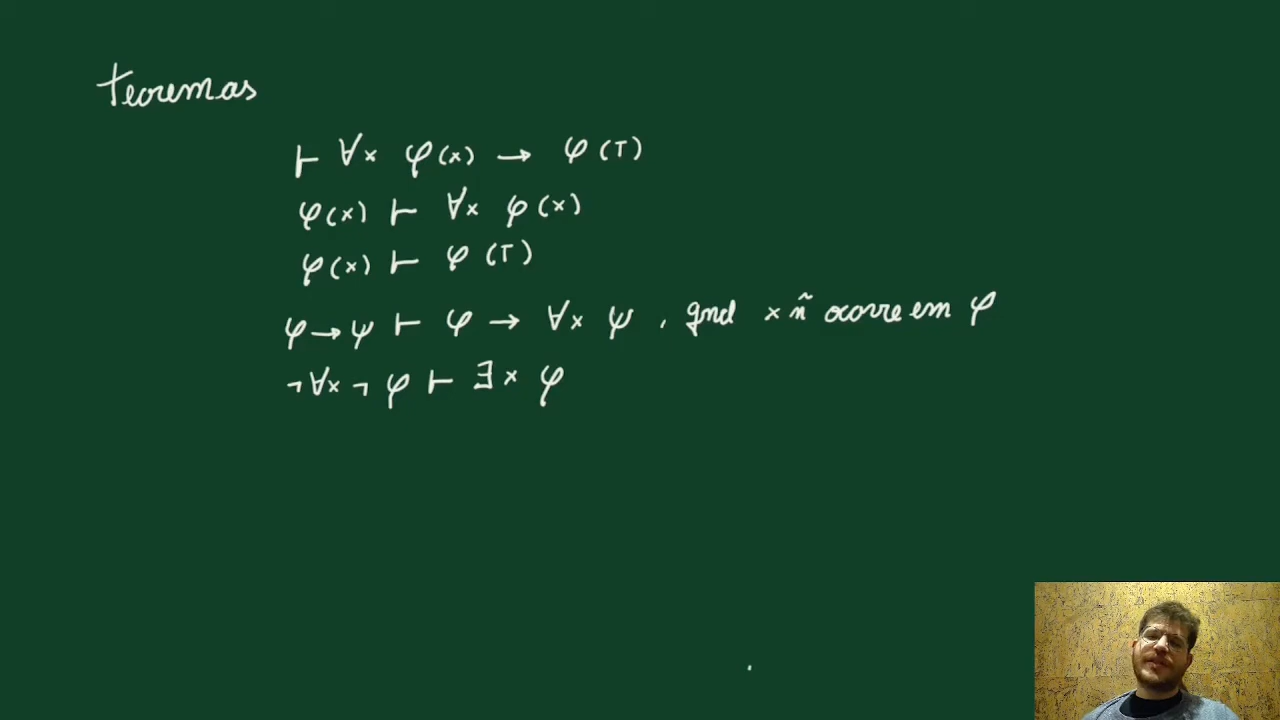 teoremas
⊢ ∀x φ(x) → φ(T)
φ(x) ⊢ ∀x φ(x)
φ(x) ⊢ φ(T)
φ → ψ ⊢ φ → ∀x ψ , qnd x ñ ocorre em φ
¬∀x¬φ ⊢ ∃x φ